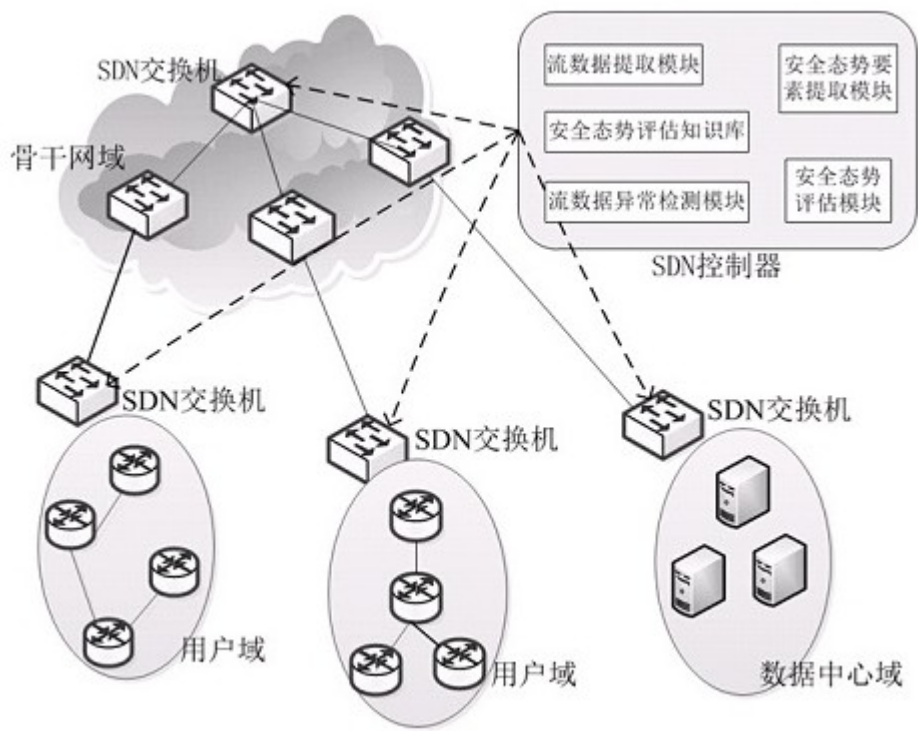 SDN交换机
骨干网域
流数据提取模块
安全态势评估知识库
流数据异常检测模块
安全态势要
素提取模块
安全态势
评估模块
SDN控制器
SDN交换机
SDN交换机
SDN交换机
用户域
用户域
数据中心域